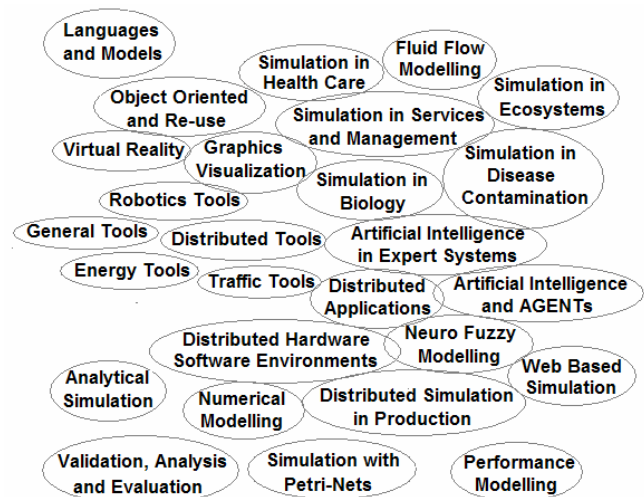 Languages
and Models
Simulation in
Health Care
Fluid Flow
Modelling
Simulation in
Ecosystems
Object Oriented
and Re-use
Simulation in Services
and Management
Virtual Reality
Graphics
Visualization
Simulation in
Biology
Simulation in
Disease
Contamination
Robotics Tools
General Tools
Distributed Tools
Artificial Intelligence
in Expert Systems
Energy Tools
Traffic Tools
Distributed
Applications
Artificial Intelligence
and AGENTs
Distributed Hardware
Software Environments
Neuro Fuzzy
Modelling
Web Based
Simulation
Analytical
Simulation
Numerical
Modelling
Distributed Simulation
in Production
Validation, Analysis
and Evaluation
Simulation with
Petri-Nets
Performance
Modelling